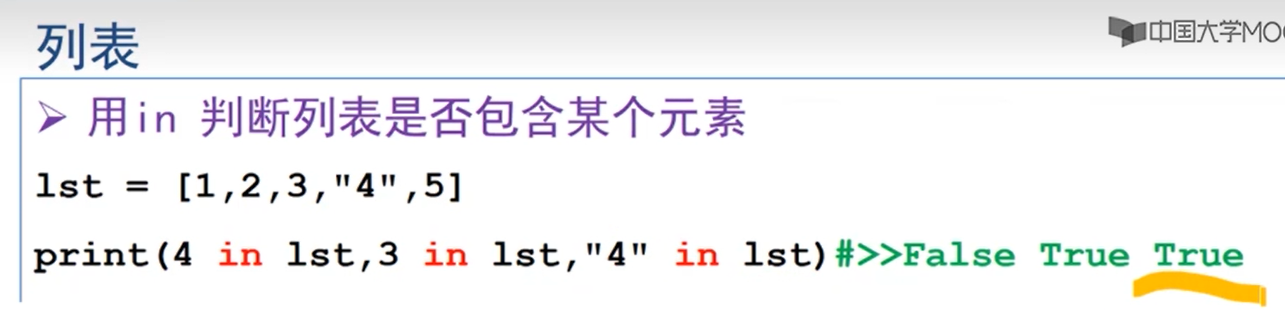 列表
中国大学MOO
➢ 用in 判断列表是否包含某个元素
lst = [1,2,3,"4",5]
print(4 in lst,3 in lst,"4" in lst)#>>False True True